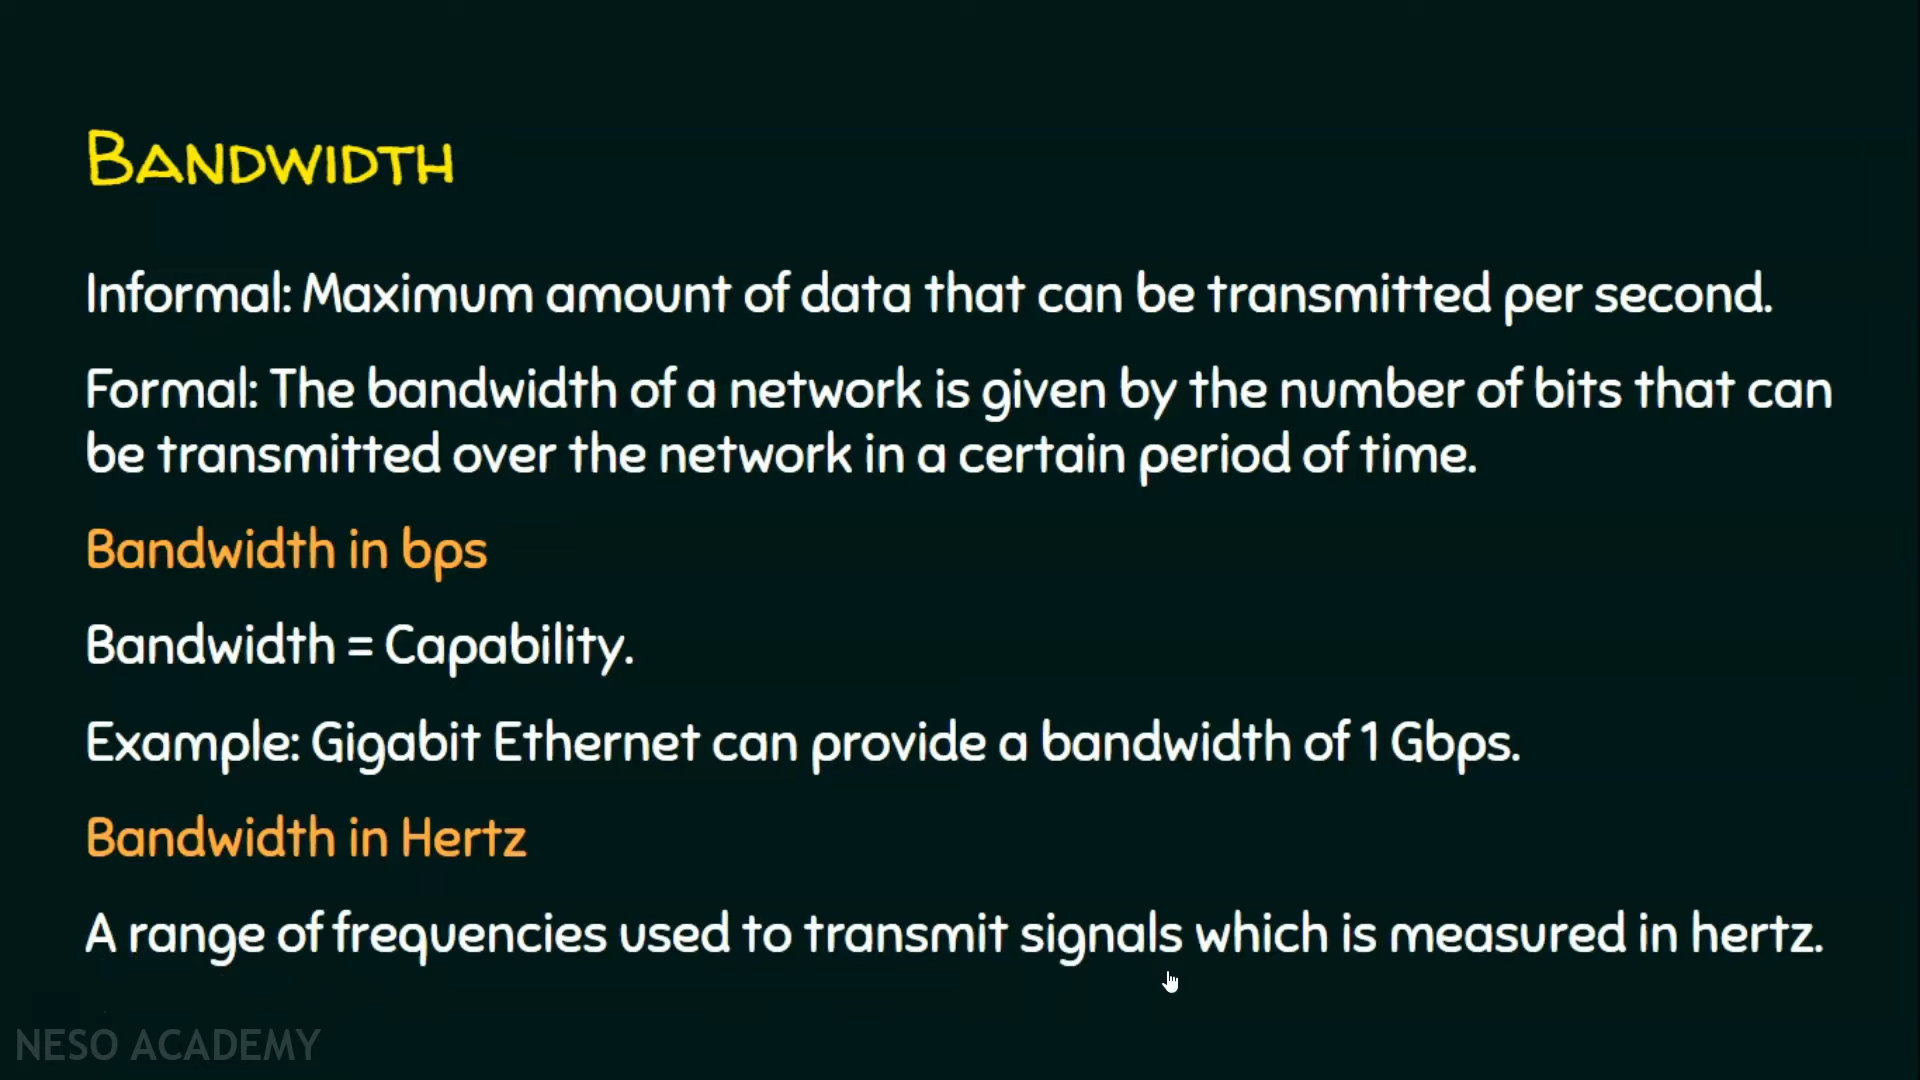 BANDWIDTH
Informal: Maximum amount of data that can be transmitted per second.
Formal: The bandwidth of a network is given by the number of bits that can
be transmitted over the network in a certain period of time.
Bandwidth in bps
Bandwidth = Capability.
Example: Gigabit Ethernet can provide a bandwidth of 1 Gbps.
Bandwidth in Hertz
A range of frequencies used to transmit signals which is measured in hertz.
NESO ACADEMY